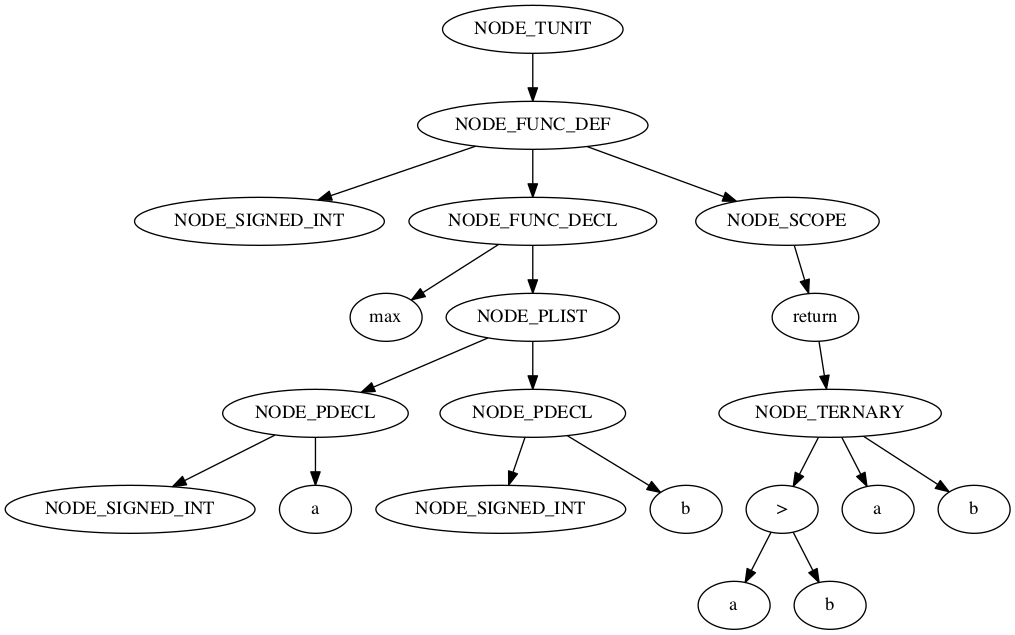 NODE_TUNIT
NODE_FUNC_DEF
NODE_SIGNED_INT
NODE_FUNC_DECL
NODE_SCOPE
max
NODE_PLIST
return
NODE_PDECL
NODE_PDECL
NODE_TERNARY
NODE_SIGNED_INT
a
NODE_SIGNED_INT
b
>
a
b
a
b